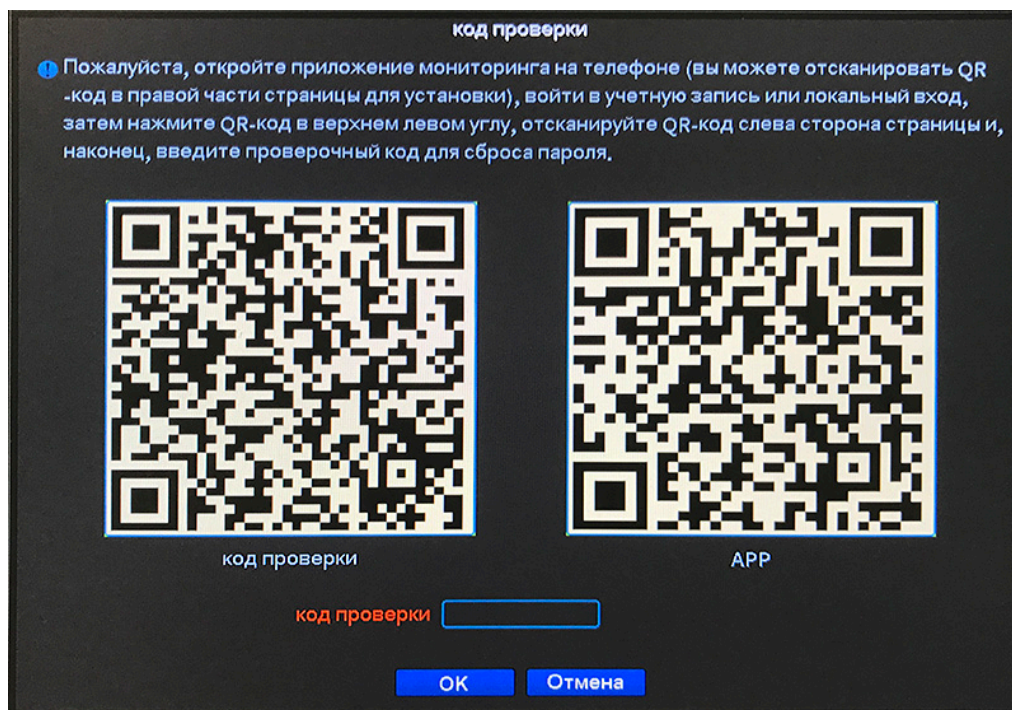 код проверки
Пожалуйста, откройте приложение мониторинга на телефоне (вы можете отсканировать QR
-код в правой части страницы для установки), войти в учетную запись или локальный вход,
затем нажмите QR-код в верхнем левом углу, отсканируйте QR-код слева сторона страницы и,
наконец, введите проверочный код для сброса пароля.
код проверки
APP
код проверки
OK
Отмена